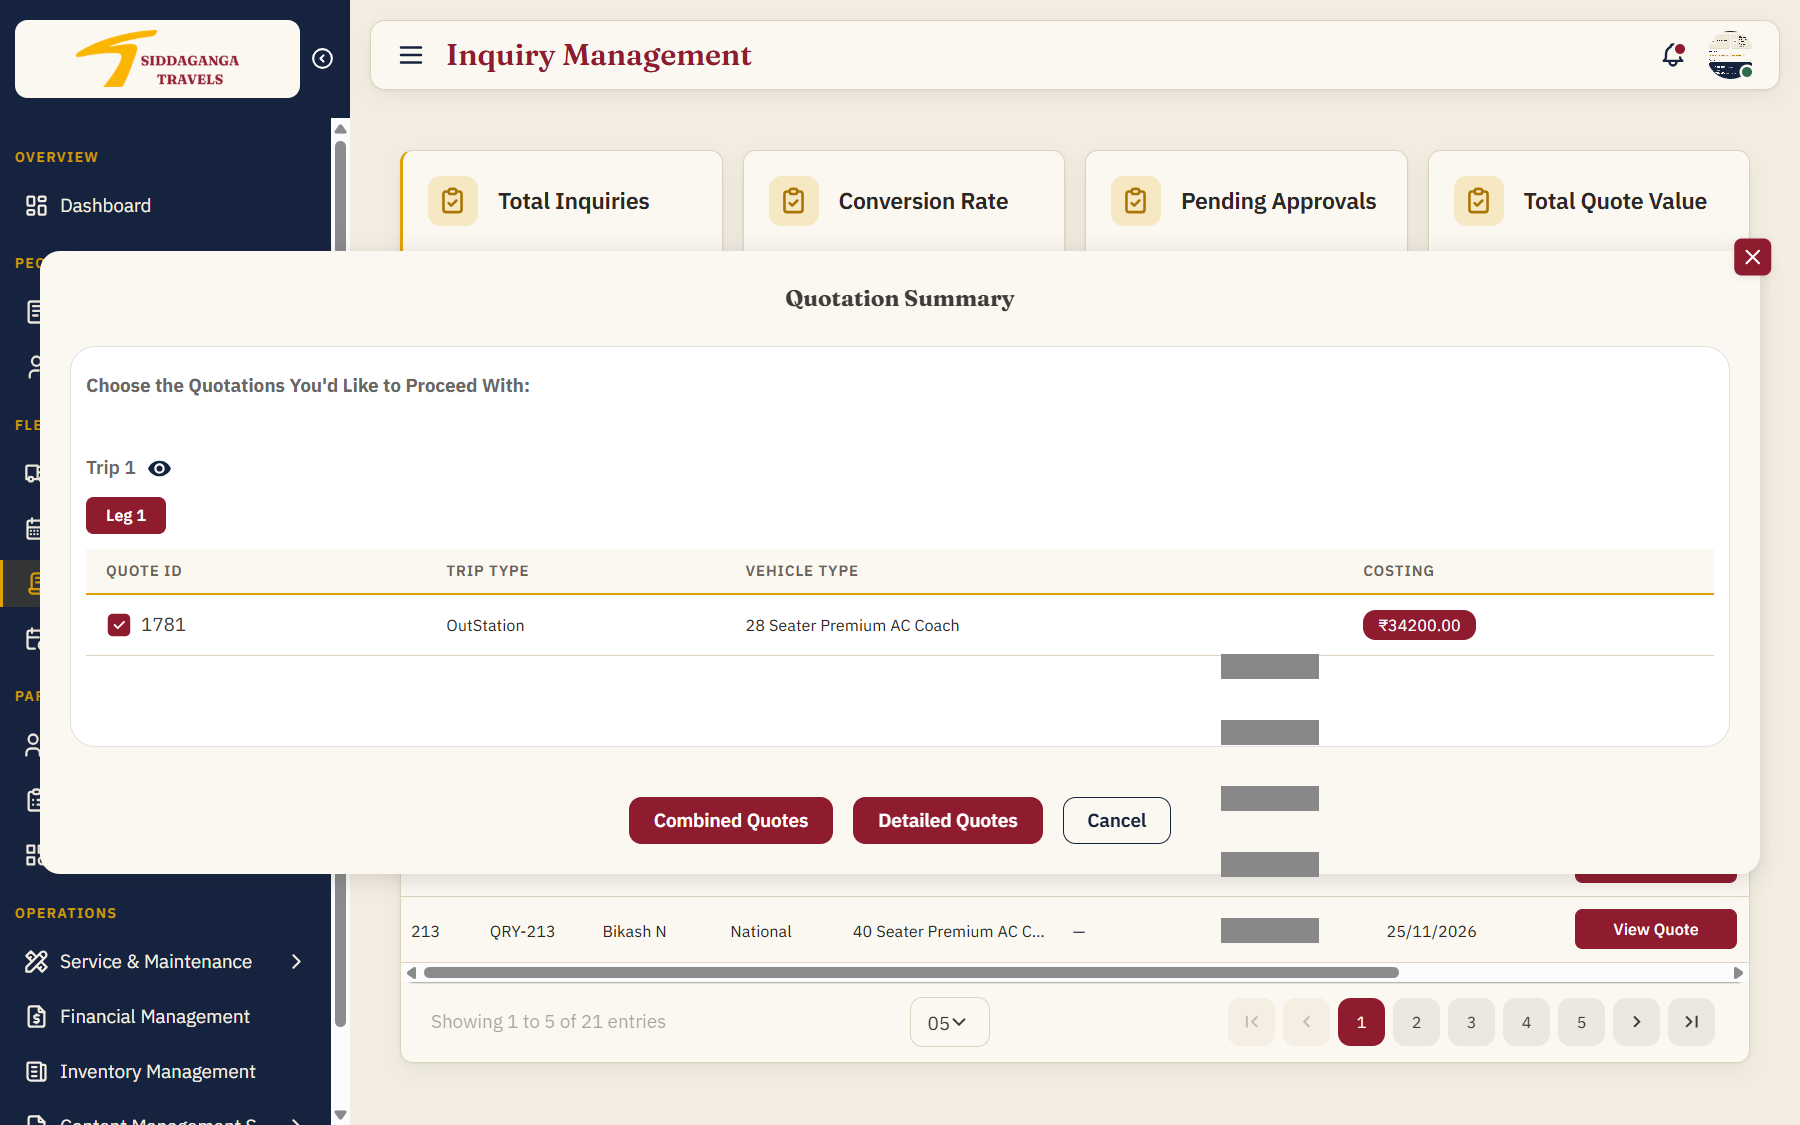 SIDDAGANGA
TRAVELS
Inquiry Management
OVERVIEW
Dashboard
Total Inquiries
Conversion Rate
Pending Approvals
Total Quote Value
Quotation Summary
Choose the Quotations You'd Like to Proceed With:
Trip 1
Leg 1
QUOTE ID TRIP TYPE VEHICLE TYPE COSTING
1781 OutStation 28 Seater Premium AC Coach ₹34200.00
Combined Quotes Detailed Quotes Cancel
OPERATIONS
213 QRY-213 Bikash N National 40 Seater Premium AC C... — 25/11/2026 View Quote
Service & Maintenance
Financial Management
Showing 1 to 5 of 21 entries 05 1 2 3 4 5
Inventory Management